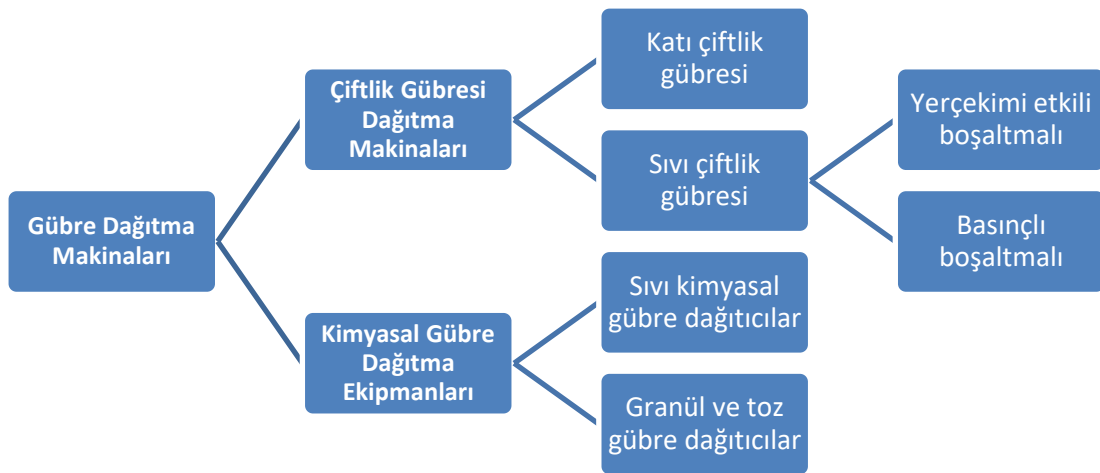 Gübre Dağıtma
Makinaları
Çiftlik Gübresi
Dağıtma
Makinaları
Katı çiftlik
gübresi
Sıvı çiftlik
gübresi
Yerçekimi etkili
boşaltmalı
Basınçlı
boşaltmalı
Kimyasal Gübre
Dağıtma
Ekipmanları
Sıvı kimyasal
gübre dağıtıcılar
Granül ve toz
gübre dağıtıcılar